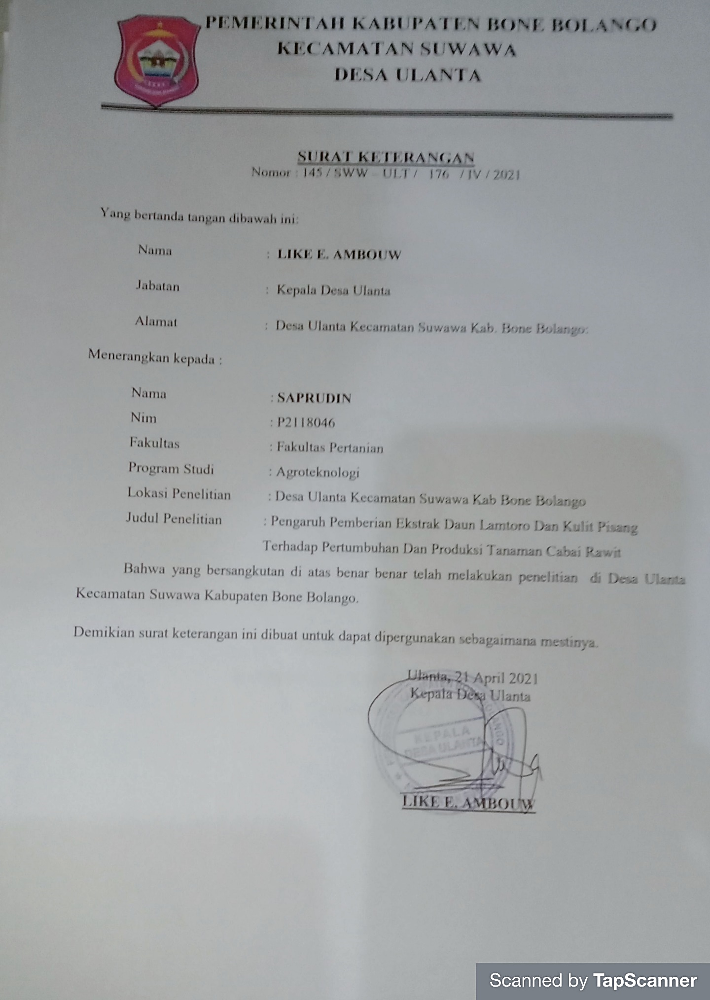 PEMERINTAH KABUPATEN BONE BOLANGO
KECAMATAN SUWAWA
DESA ULANTA
SURAT KETERANGAN
Nomor : 145 / SWW - ULT / 176 / IV / 2021
Yang bertanda tangan dibawah ini:
Nama : LIKE E. AMBOUW
Jabatan : Kepala Desa Ulanta
Alamat : Desa Ulanta Kecamatan Suwawa Kab. Bone Bolango:
Menerangkan kepada :
Nama : SAPRUDIN
Nim : P2118046
Fakultas : Fakultas Pertanian
Program Studi : Agroteknologi
Lokasi Penelitian : Desa Ulanta Kecamatan Suwawa Kab Bone Bolango
Judul Penelitian : Pengaruh Pemberian Ekstrak Daun Lamtoro Dan Kulit Pisang
Terhadap Pertumbuhan Dan Produksi Tanaman Cabai Rawit
Bahwa yang bersangkutan di atas benar benar telah melakukan penelitian di Desa Ulanta
Kecamatan Suwawa Kabupaten Bone Bolango.
Demikian surat keterangan ini dibuat untuk dapat dipergunakan sebagaimana mestinya.
Ulanta, 21 April 2021
Kepala Desa Ulanta
KEPALA
DESA ULANTA
LIKE E. AMBOUW
Scanned by TapScanner